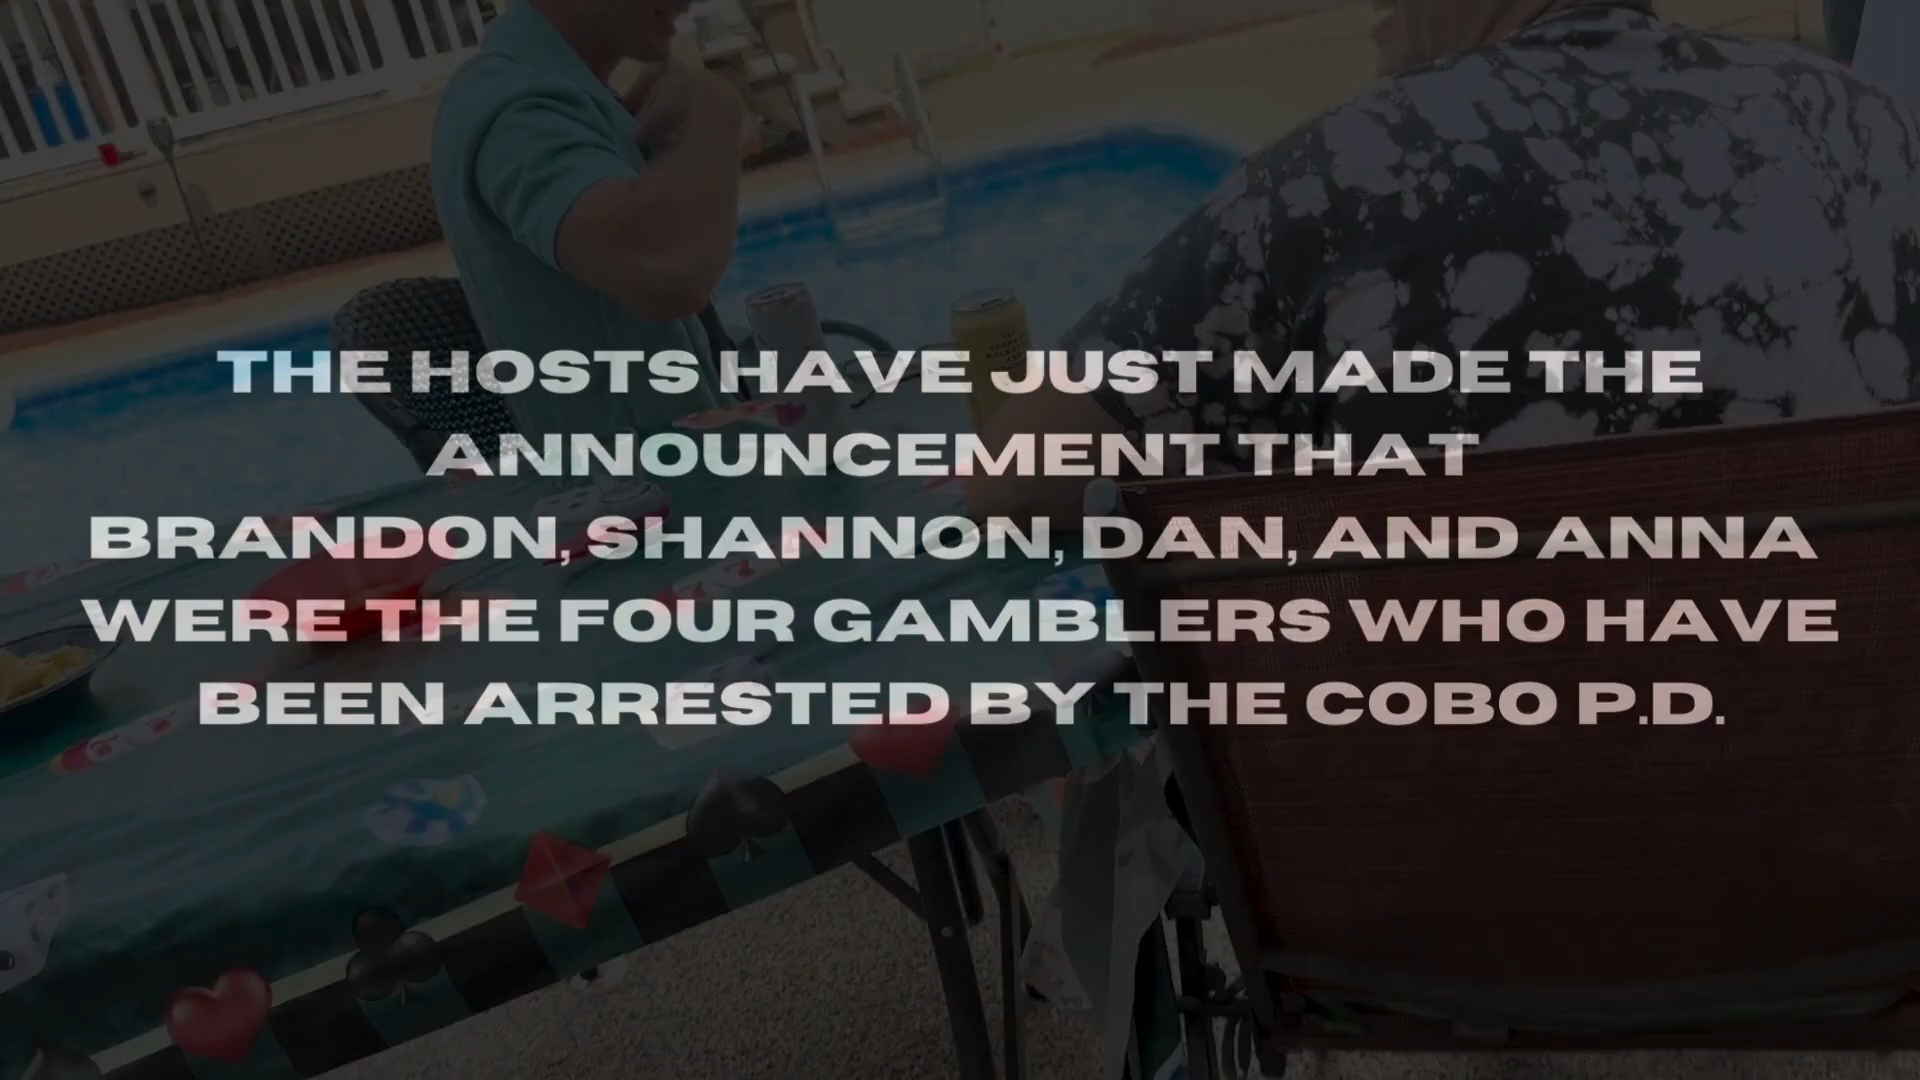 THE HOSTS HAVE JUST MADE THE
ANNOUNCEMENT THAT
BRANDON, SHANNON, DAN, AND ANNA
WERE THE FOUR GAMBLERS WHO HAVE
BEEN ARRESTED BY THE COBO P.D.